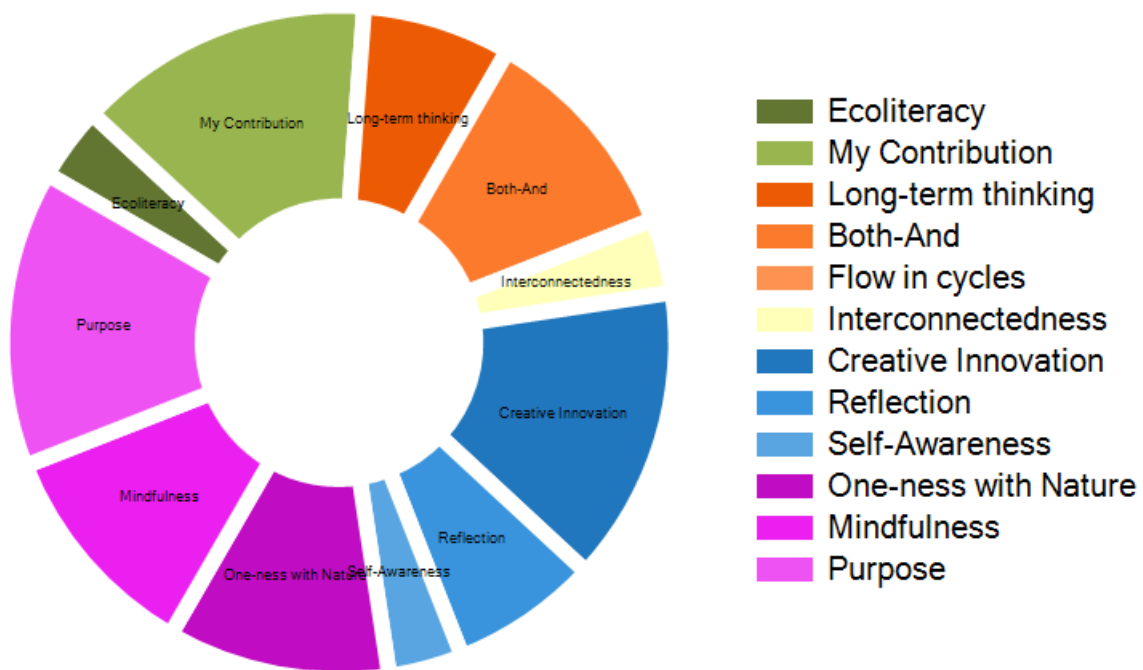 My Contribution
Long-term thinking
Both-And
Ecoliteracy
Interconnectedness
Purpose
Creative Innovation
Mindfulness
Reflection
One-ness with Nature
Self-Awareness
Ecoliteracy
My Contribution
Long-term thinking
Both-And
Flow in cycles
Interconnectedness
Creative Innovation
Reflection
Self-Awareness
One-ness with Nature
Mindfulness
Purpose